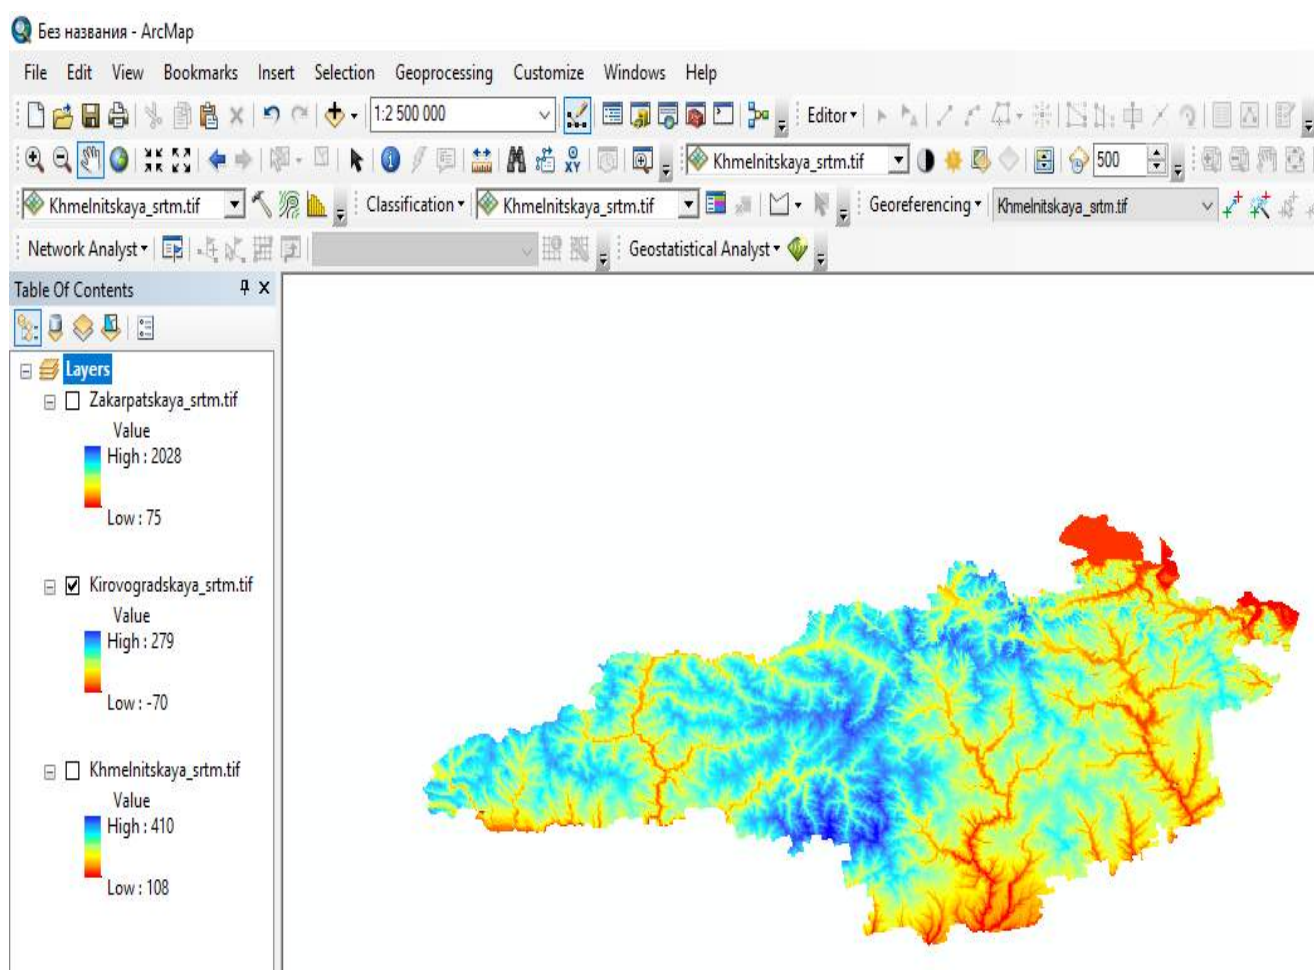 Без названия - ArcMap
File Edit View Bookmarks Insert Selection Geoprocessing Customize Windows Help
1:2 500 000 Editor
Khmelnitskaya_srtm.tif 500
Khmelnitskaya_srtm.tif Classification Khmelnitskaya_srtm.tif Georeferencing Khmelnitskaya_srtm.tif
Network Analyst Geostatistical Analyst
Table Of Contents
Layers
Zakarpatskaya_srtm.tif
Value
High : 2028
Low : 75
Kirovogradskaya_srtm.tif
Value
High : 279
Low : -70
Khmelnitskaya_srtm.tif
Value
High : 410
Low : 108